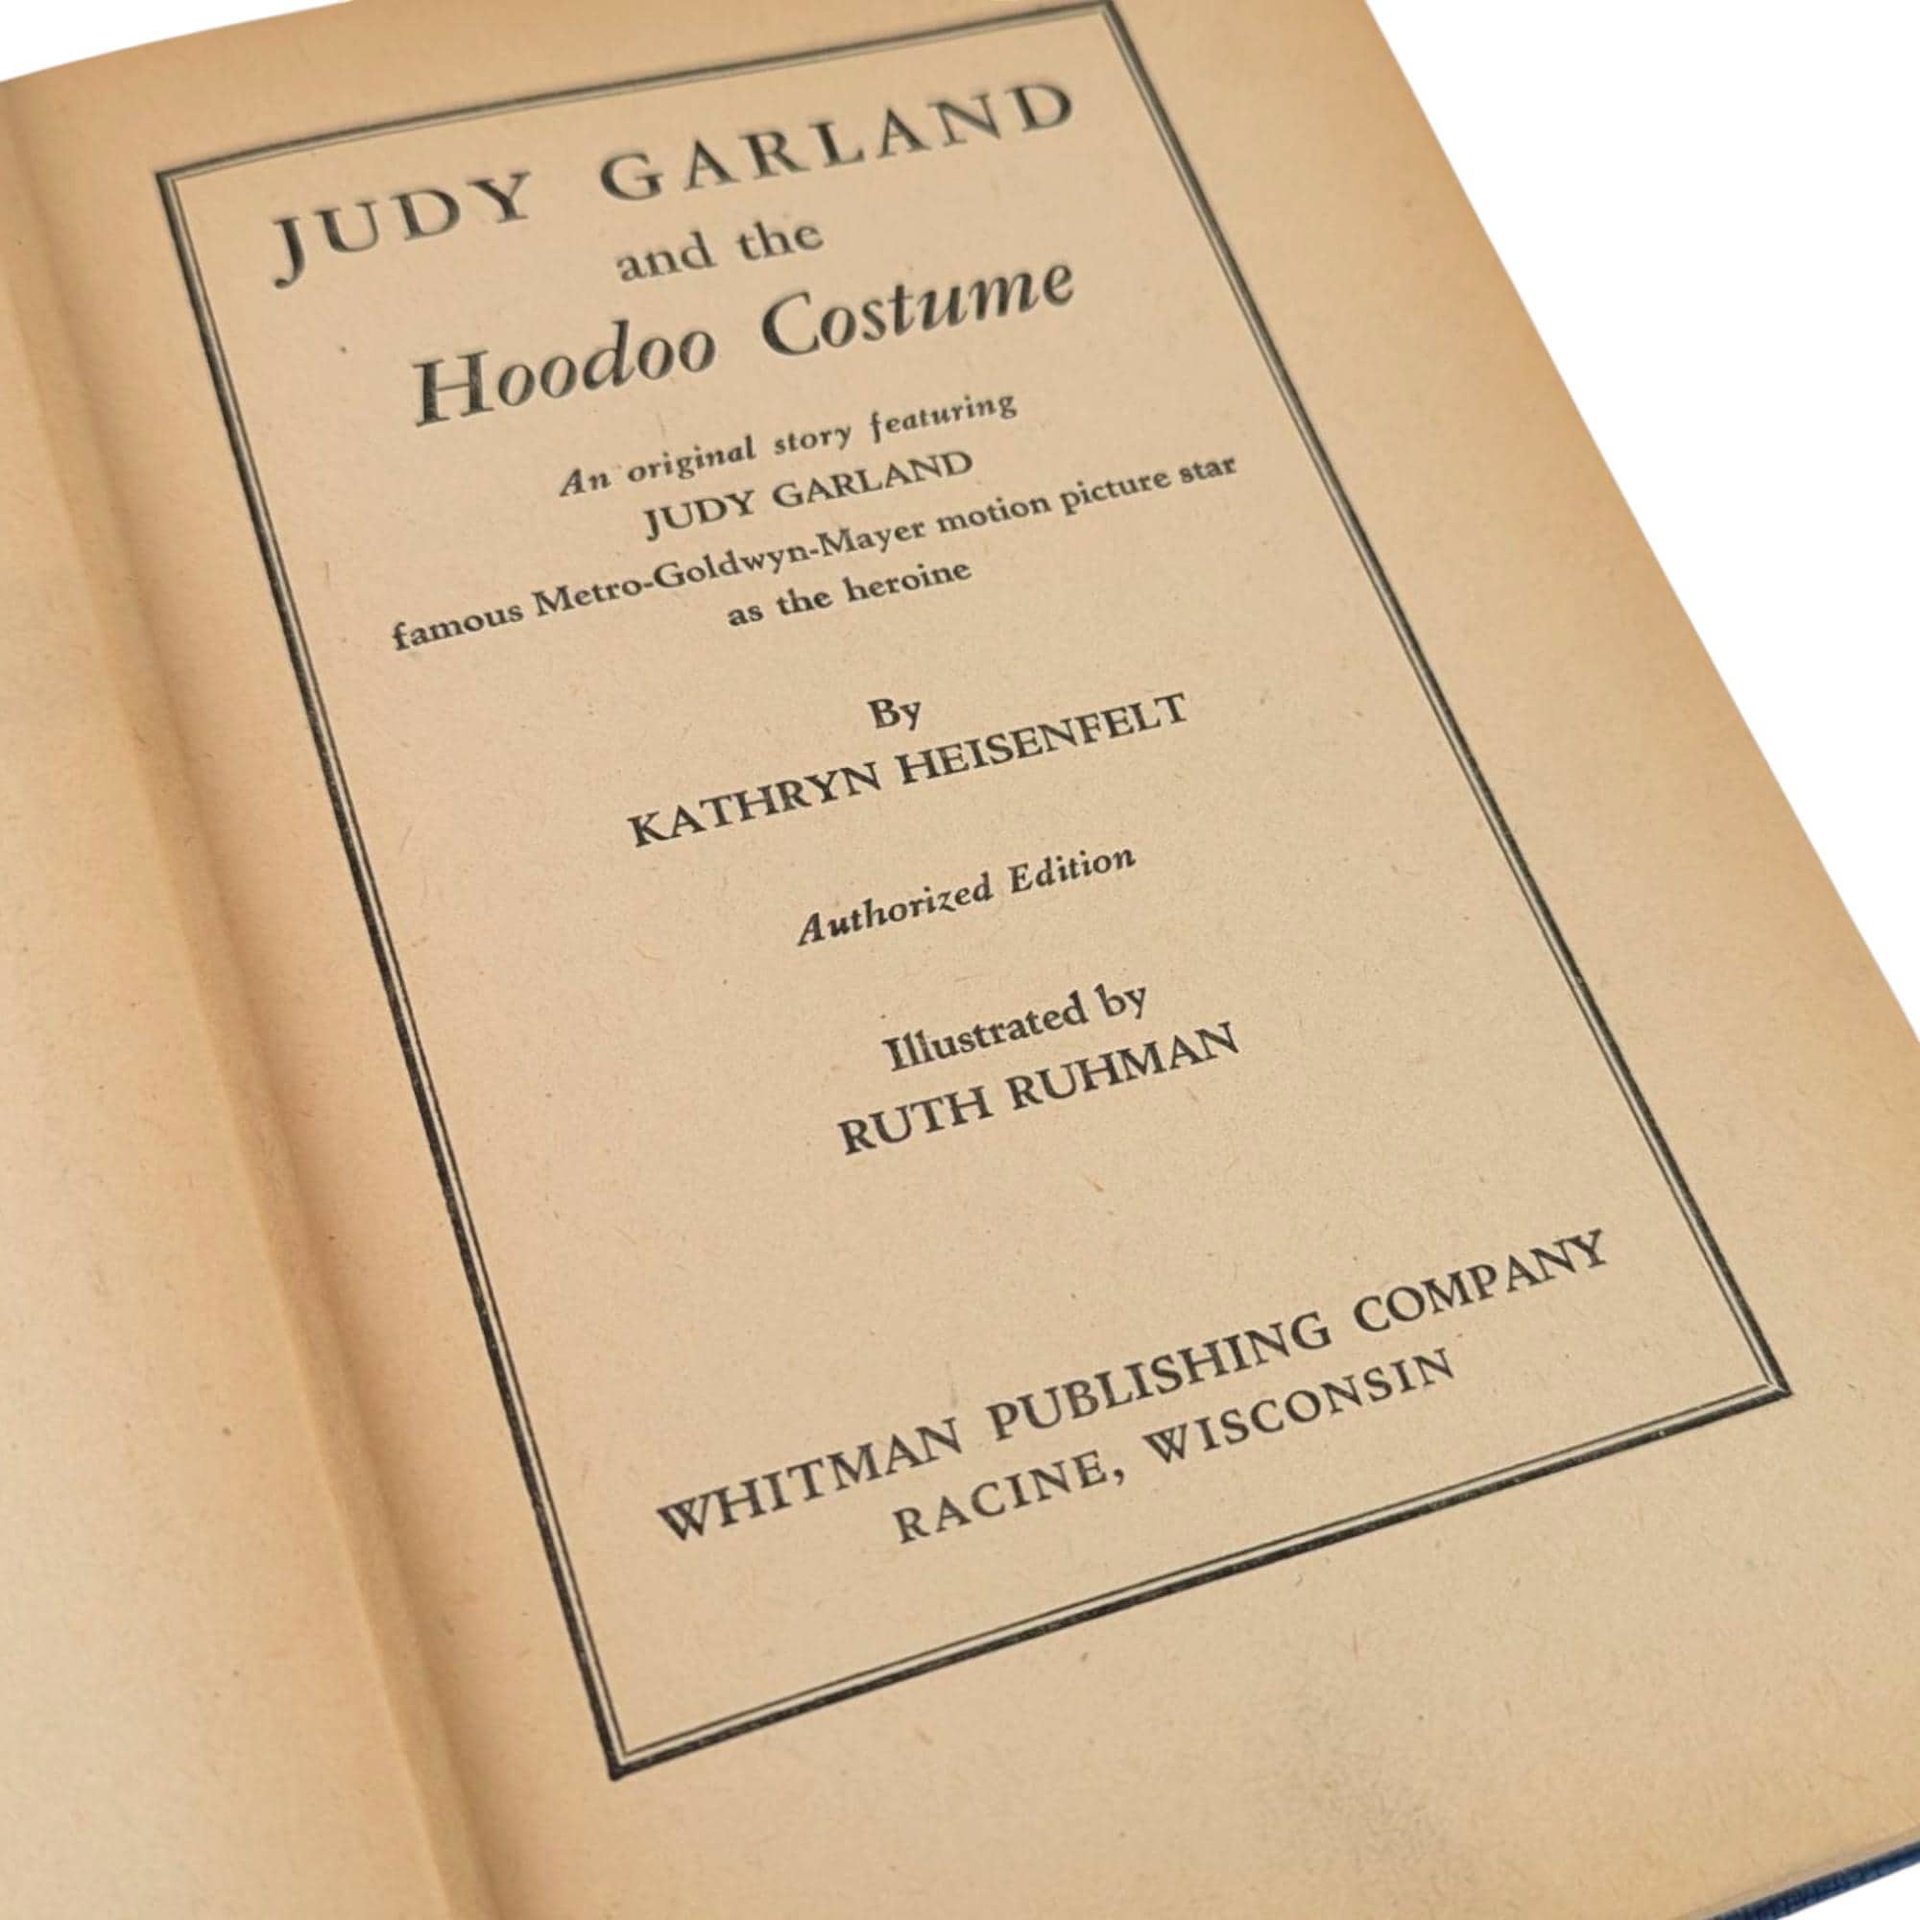 JUDY GARLAND
and the
Hoodoo Costume
An original story featuring
JUDY GARLAND
famous Metro-Goldwyn-Mayer motion picture star
as the heroine
By
KATHRYN HEISENFELT
Authorized Edition
Illustrated by
RUTH RUHMAN
WHITMAN PUBLISHING COMPANY
RACINE, WISCONSIN